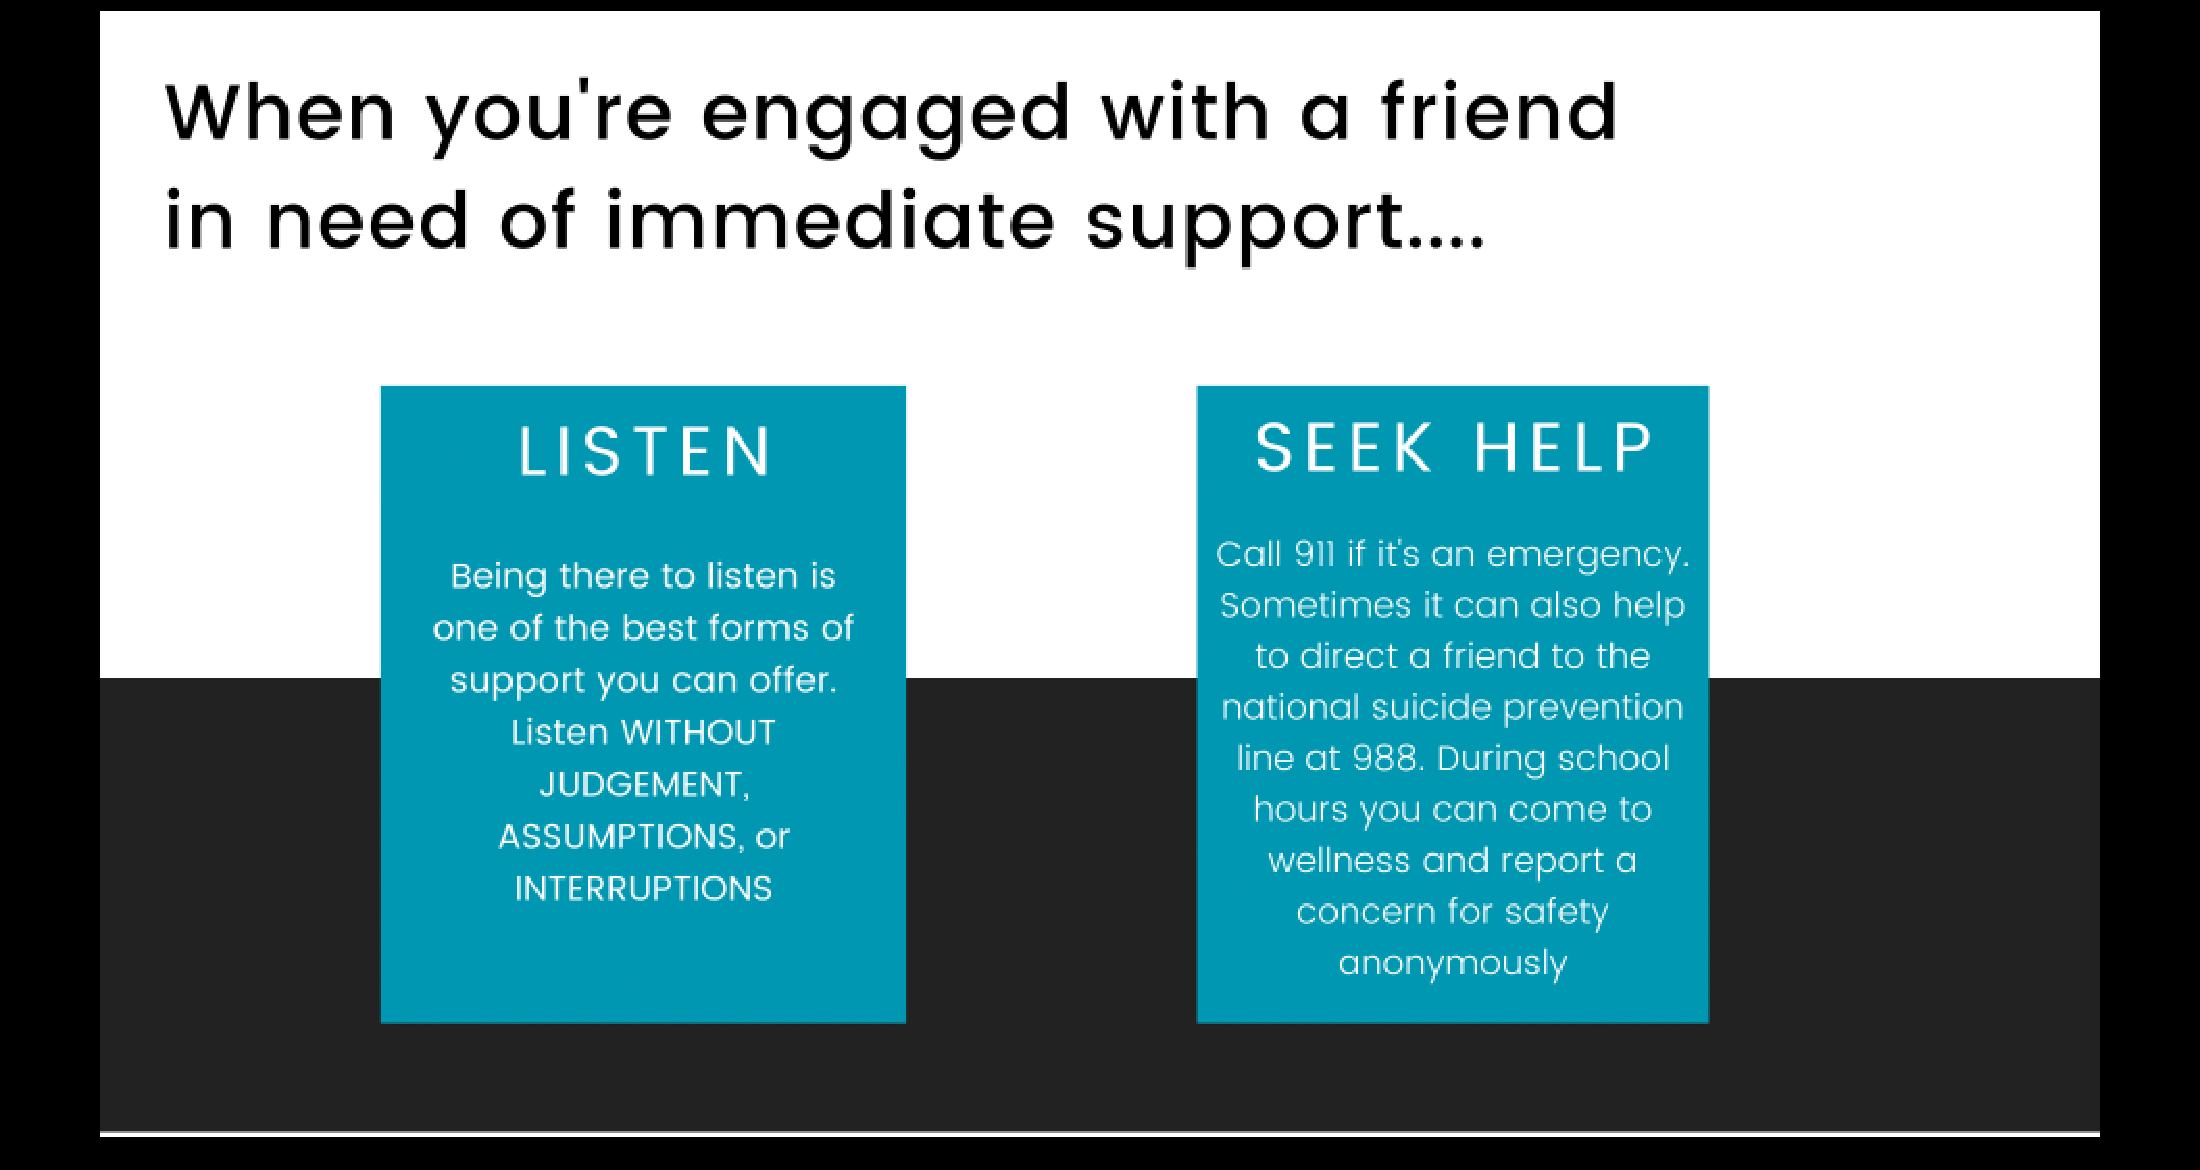 When you're engaged with a friend
in need of immediate support....
LISTEN
Being there to listen is
one of the best forms of
support you can offer.
Listen WITHOUT
JUDGEMENT,
ASSUMPTIONS, or
INTERRUPTIONS
SEEK HELP
Call 911 if it's an emergency.
Sometimes it can also help
to direct a friend to the
national suicide prevention
line at 988. During school
hours you can come to
wellness and report a
concern for safety
anonymously